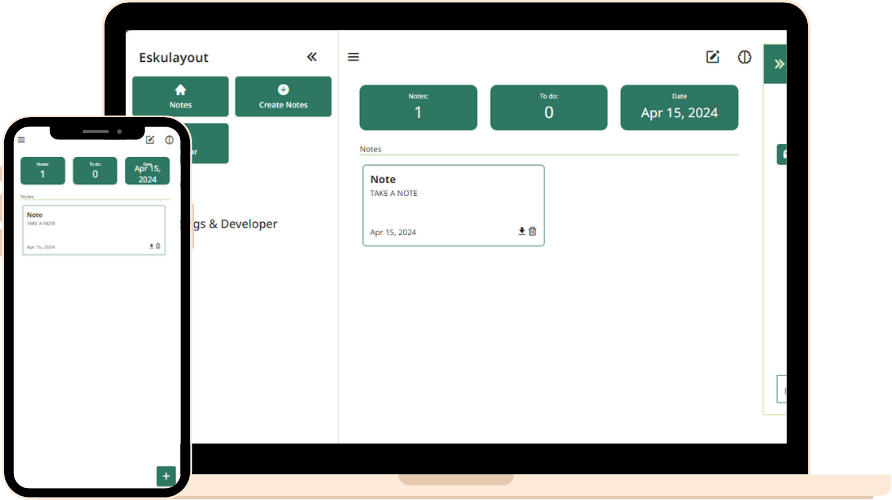 Eskulayout
Notes
Create Notes
ar
gs & Developer
Notes:
1
To do:
0
Date
Apr 15, 2024
Notes
Note
TAKE A NOTE
Apr 15, 2024
Notes:
1
To do:
0
Date
Apr 15,
2024
Notes
Note
TAKE A NOTE
Apr 15, 2024